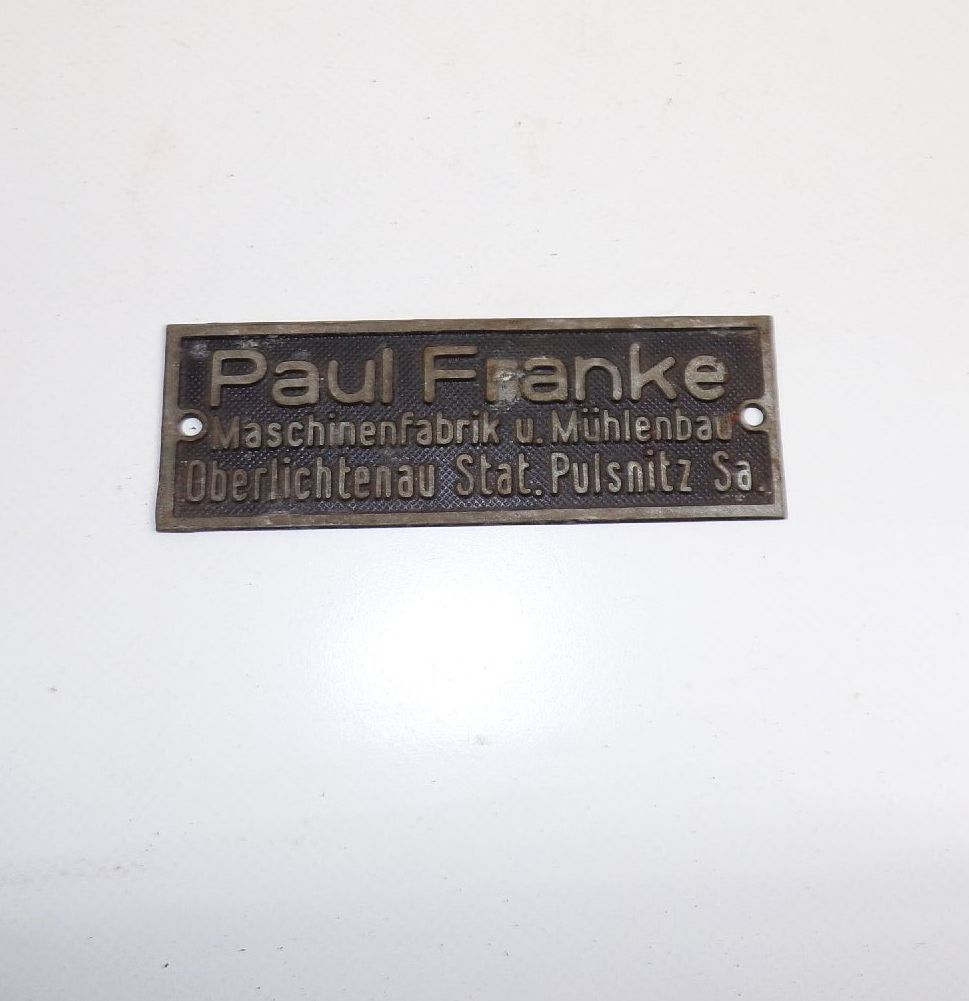 Paul Franke
Maschinenfabrik u. Mühlenbau
Oberlichtenau Stat. Pulsnitz Sa.